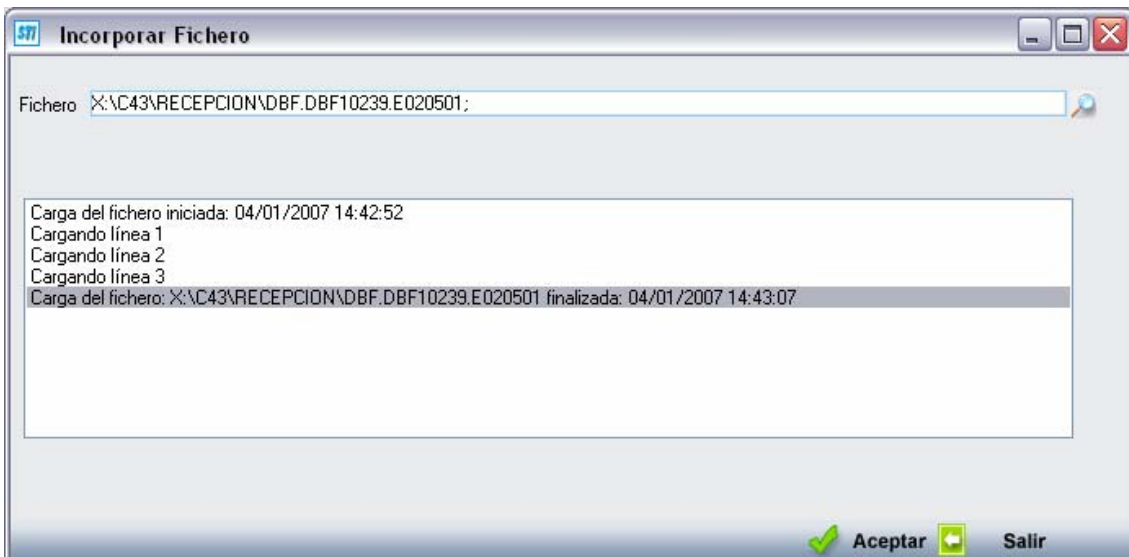 STI Incorporar Fichero
Fichero X:\C43\RECEPCION\DBF.DBF10239.E020501;
Carga del fichero iniciada: 04/01/2007 14:42:52
Cargando línea 1
Cargando línea 2
Cargando línea 3
Carga del fichero: X:\C43\RECEPCION\DBF.DBF10239.E020501 finalizada: 04/01/2007 14:43:07
Aceptar Salir